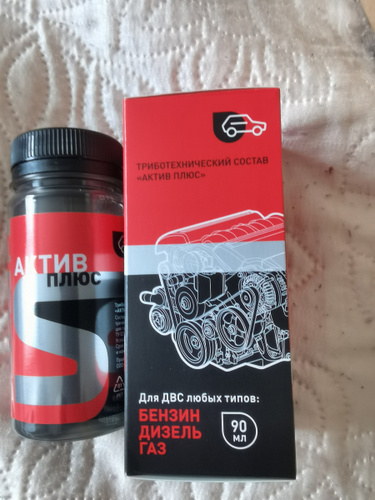 АКТИВ
ПЛЮС
ТРИБОТЕХНИЧЕСКИЙ СОСТАВ
«АКТИВ ПЛЮС»
Для ДВС любых типов:
БЕНЗИН
ДИЗЕЛЬ
ГАЗ
90
МЛ